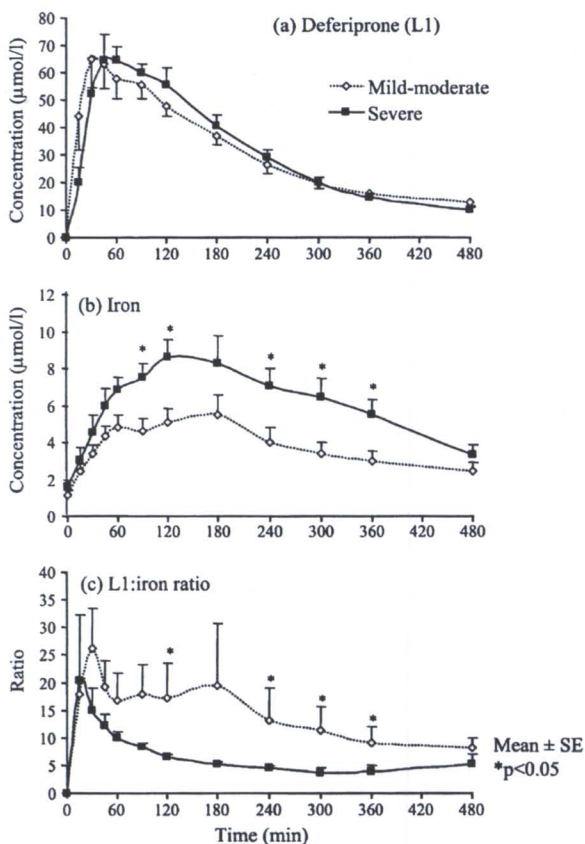 (a) Deferiprone (L1)
Mild-moderate
Severe
Concentration (μmol/l)
80
70
60
50
40
30
20
10
0
0 60 120 180 240 300 360 420 480
(b) Iron
Concentration (μmol/l)
12
10
8
6
4
2
0
* * * * *
0 60 120 180 240 300 360 420 480
(c) L1:iron ratio
Ratio
40
35
30
25
20
15
10
5
0
* * * *
0 60 120 180 240 300 360 420 480
Time (min)
Mean ± SE
*p<0.05